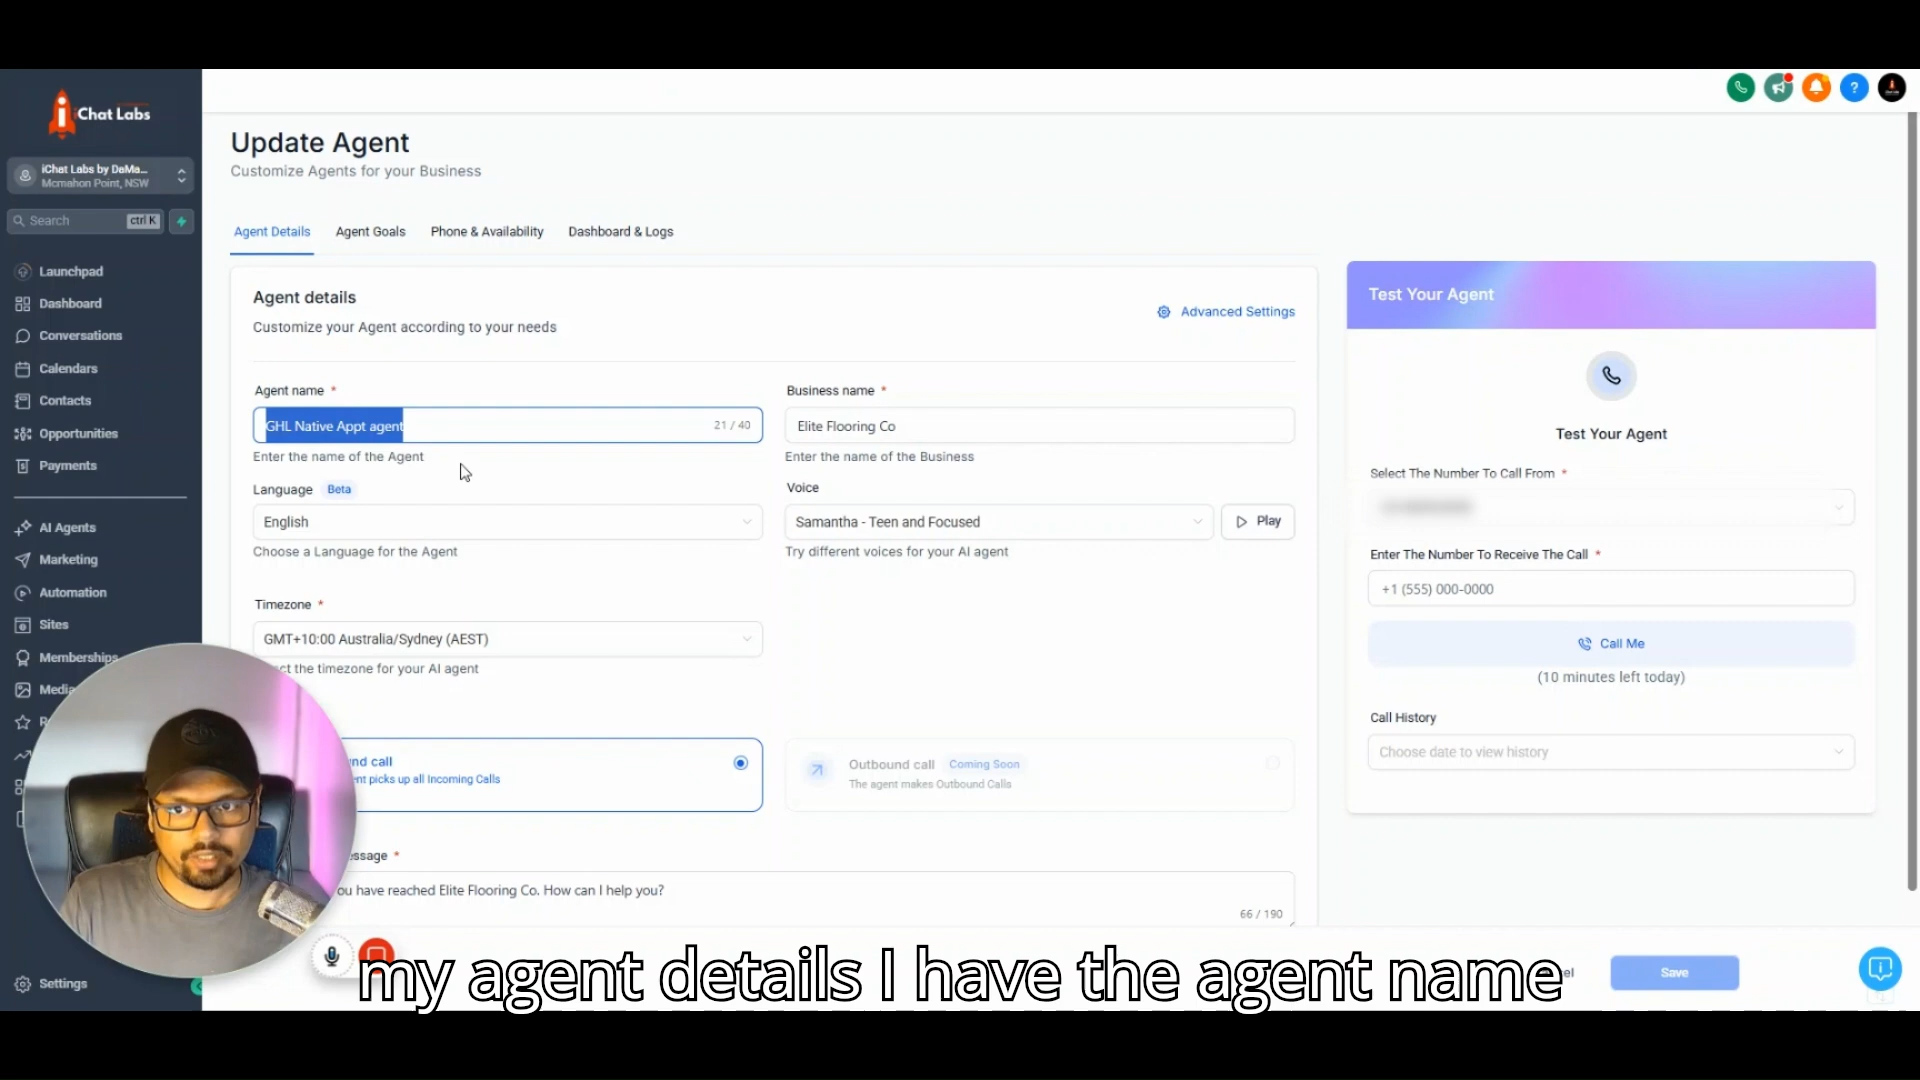 iChat Labs
iChat Labs by DeMa...
Mcmahon Point, NSW
Search
ctrl K
Launchpad
Dashboard
Conversations
Calendars
Contacts
Opportunities
Payments
AI Agents
Marketing
Automation
Sites
Memberships
Media
R
Settings
Update Agent
Customize Agents for your Business
Agent Details
Agent Goals
Phone & Availability
Dashboard & Logs
Agent details
Customize your Agent according to your needs
Advanced Settings
Agent name *
GHL Native Appt agent
21 / 40
Enter the name of the Agent
Business name *
Elite Flooring Co
Enter the name of the Business
Language Beta
English
Choose a Language for the Agent
Voice
Samantha - Teen and Focused
Play
Try different voices for your AI agent
Timezone *
GMT+10:00 Australia/Sydney (AEST)
ct the timezone for your AI agent
nd call
ent picks up all Incoming Calls
Outbound call Coming Soon
The agent makes Outbound Calls
essage *
ou have reached Elite Flooring Co. How can I help you?
66 / 190
Test Your Agent
Test Your Agent
Select The Number To Call From *
Enter The Number To Receive The Call *
+1 (555) 000-0000
Call Me
(10 minutes left today)
Call History
Choose date to view history
Save
my agent details I have the agent name